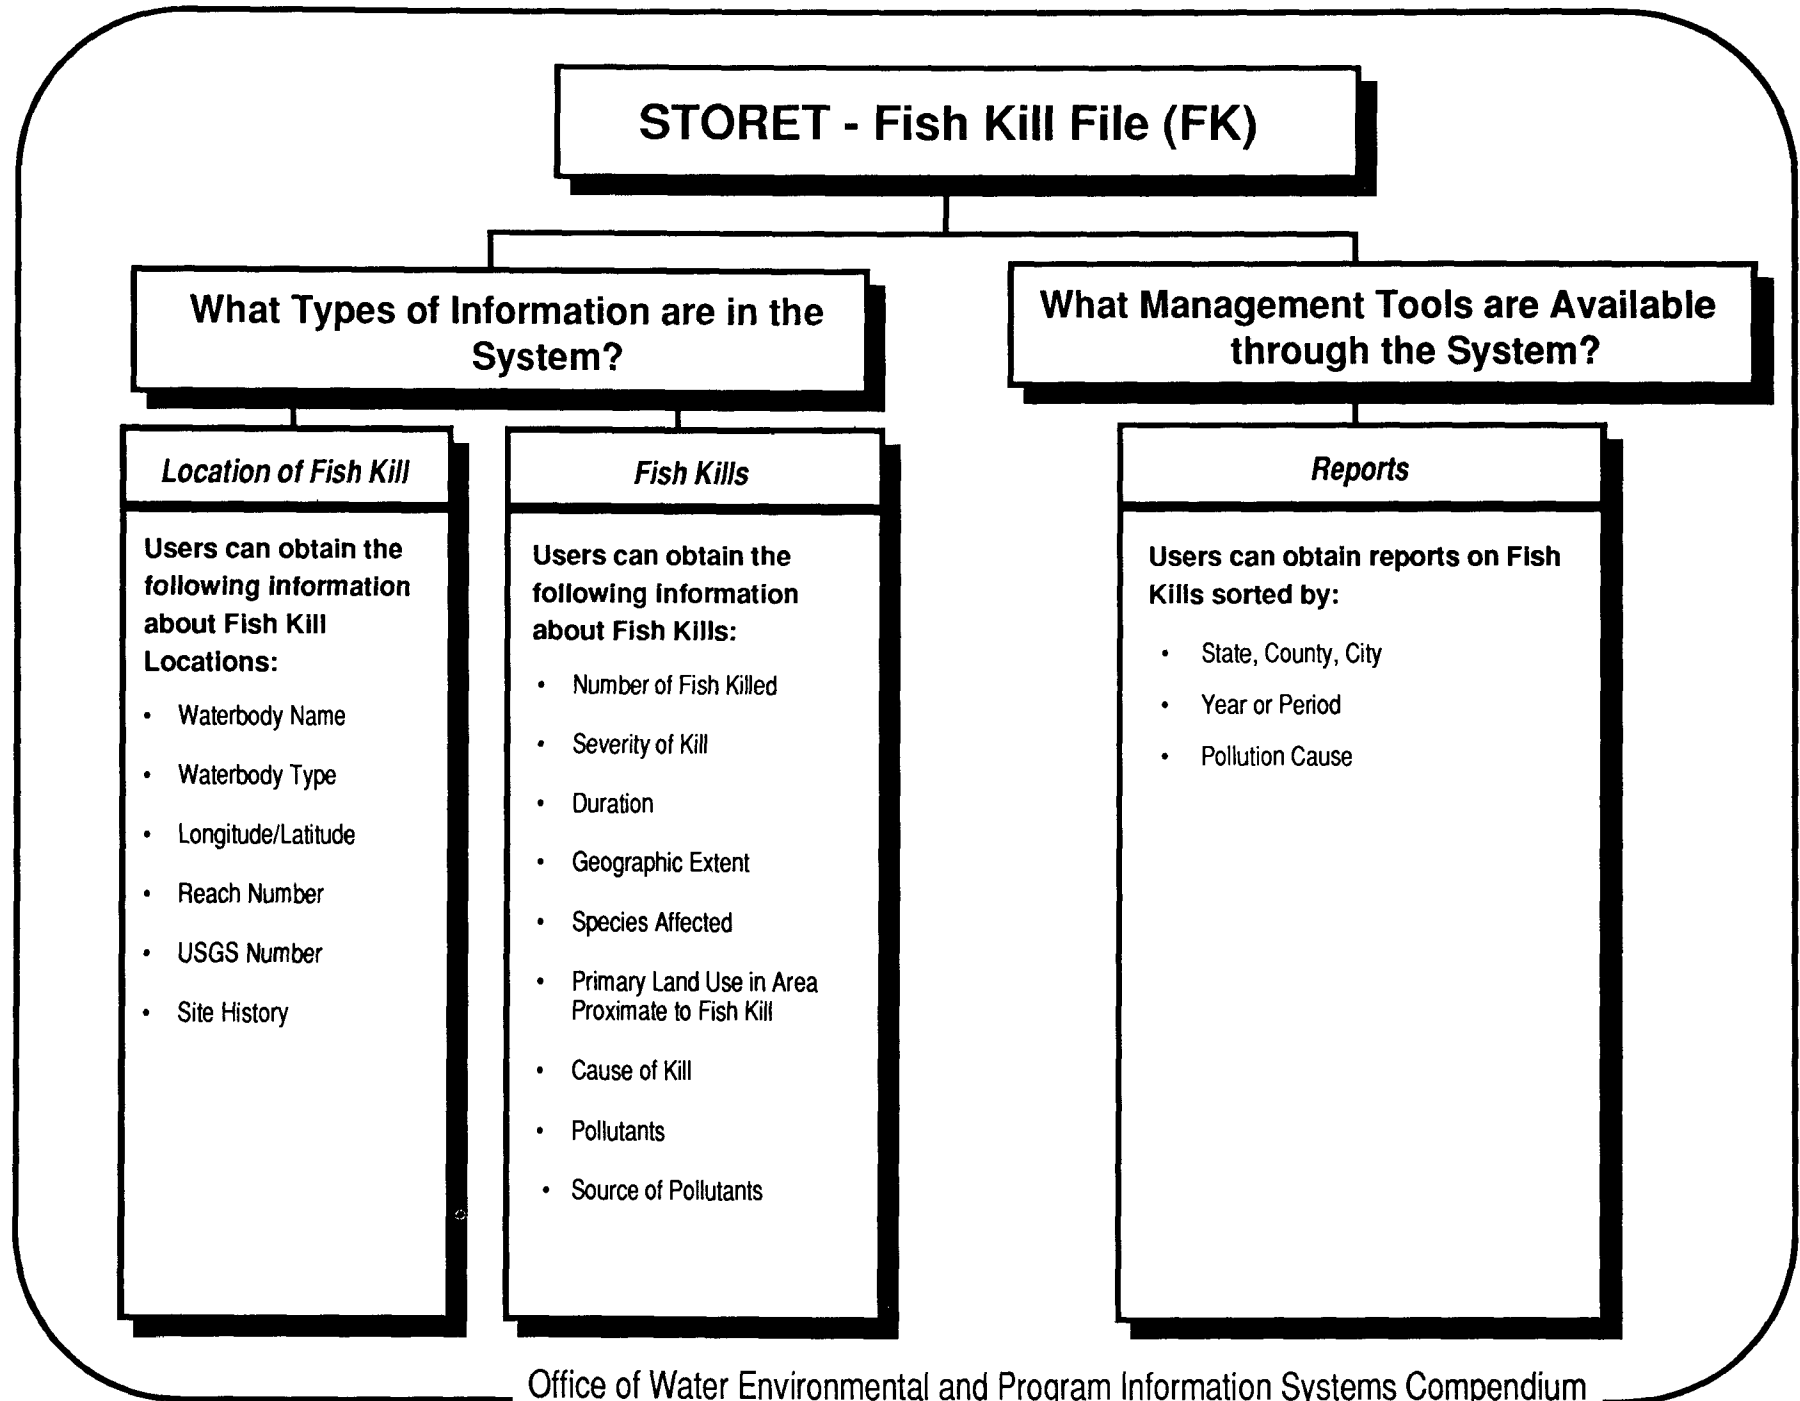 STORET - Fish Kill File (FK)
What Types of Information are in the
System?
What Management Tools are Available
through the System?
Location of Fish Kill
Users can obtain the
following information
about Fish Kill
Locations:
• Waterbody Name
• Waterbody Type
• Longitude/Latitude
• Reach Number
• USGS Number
• Site History
Fish Kills
Users can obtain the
following information
about Fish Kills:
• Number of Fish Killed
• Severity of Kill
• Duration
• Geographic Extent
• Species Affected
• Primary Land Use in Area
Proximate to Fish Kill
• Cause of Kill
• Pollutants
• Source of Pollutants
Reports
Users can obtain reports on Fish
Kills sorted by:
• State, County, City
• Year or Period
• Pollution Cause
Office of Water Environmental and Program Information Systems Compendium